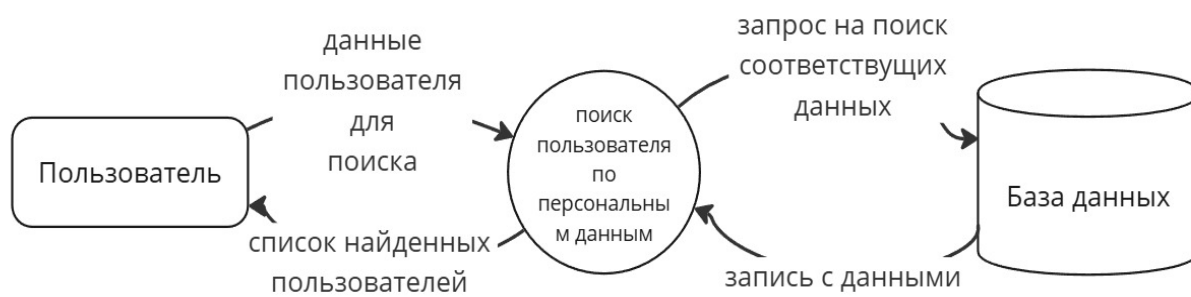 Пользователь
данные
пользователя
для
поиска
список найденных
пользователей
поиск
пользователя
по
персональны
м данным
запрос на поиск
соответствущих
данных
запись с данными
База данных